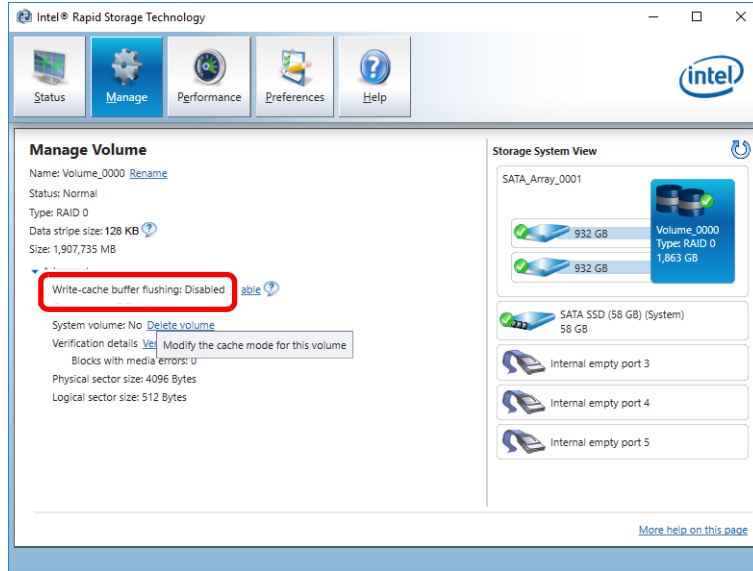 Intel® Rapid Storage Technology
Status
Manage
Performance
Preferences
Help
intel
Manage Volume
Name: Volume_0000 Rename
Status: Normal
Type: RAID 0
Data stripe size: 128 KB
Size: 1,907,735 MB
Write-cache buffer flushing: Disabled able
System volume: No Delete volume
Verification details Ver
Modify the cache mode for this volume
Blocks with media errors: 0
Physical sector size: 4096 Bytes
Logical sector size: 512 Bytes
Storage System View
SATA_Array_0001
932 GB
932 GB
Volume_0000
Type: RAID 0
1,863 GB
SATA SSD (58 GB) (System)
58 GB
Internal empty port 3
Internal empty port 4
Internal empty port 5
More help on this page